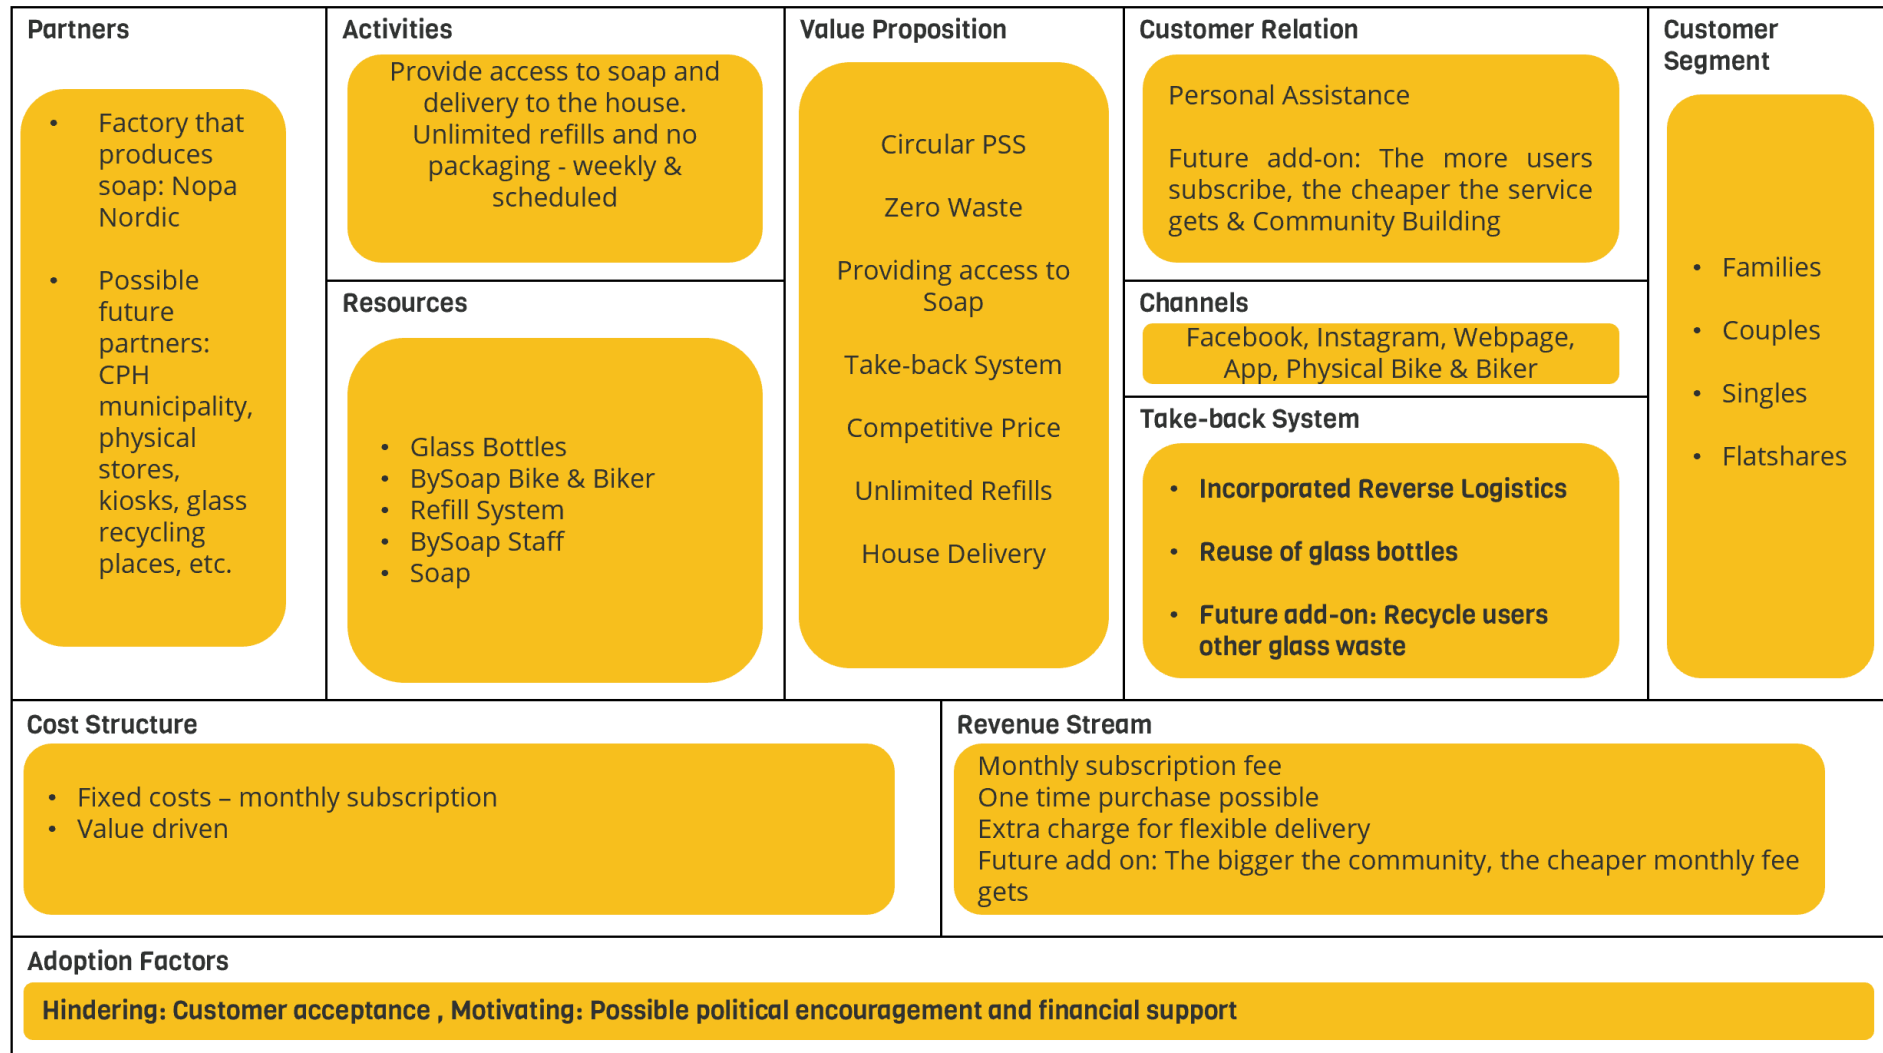 Partners
• Factory that
produces
soap: Nopa
Nordic
• Possible
future
partners:
CPH
municipality,
physical
stores,
kiosks, glass
recycling
places, etc.
Activities
Provide access to soap and
delivery to the house.
Unlimited refills and no
packaging - weekly &
scheduled
Resources
• Glass Bottles
• BySoap Bike & Biker
• Refill System
• BySoap Staff
• Soap
Value Proposition
Circular PSS
Zero Waste
Providing access to
Soap
Take-back System
Competitive Price
Unlimited Refills
House Delivery
Customer Relation
Personal Assistance
Future add-on: The more users
subscribe, the cheaper the service
gets & Community Building
Channels
Facebook, Instagram, Webpage,
App, Physical Bike & Biker
Take-back System
• Incorporated Reverse Logistics
• Reuse of glass bottles
• Future add-on: Recycle users
other glass waste
Customer
Segment
• Families
• Couples
• Singles
• Flatshares
Cost Structure
• Fixed costs – monthly subscription
• Value driven
Revenue Stream
Monthly subscription fee
One time purchase possible
Extra charge for flexible delivery
Future add on: The bigger the community, the cheaper monthly fee
gets
Adoption Factors
Hindering: Customer acceptance , Motivating: Possible political encouragement and financial support